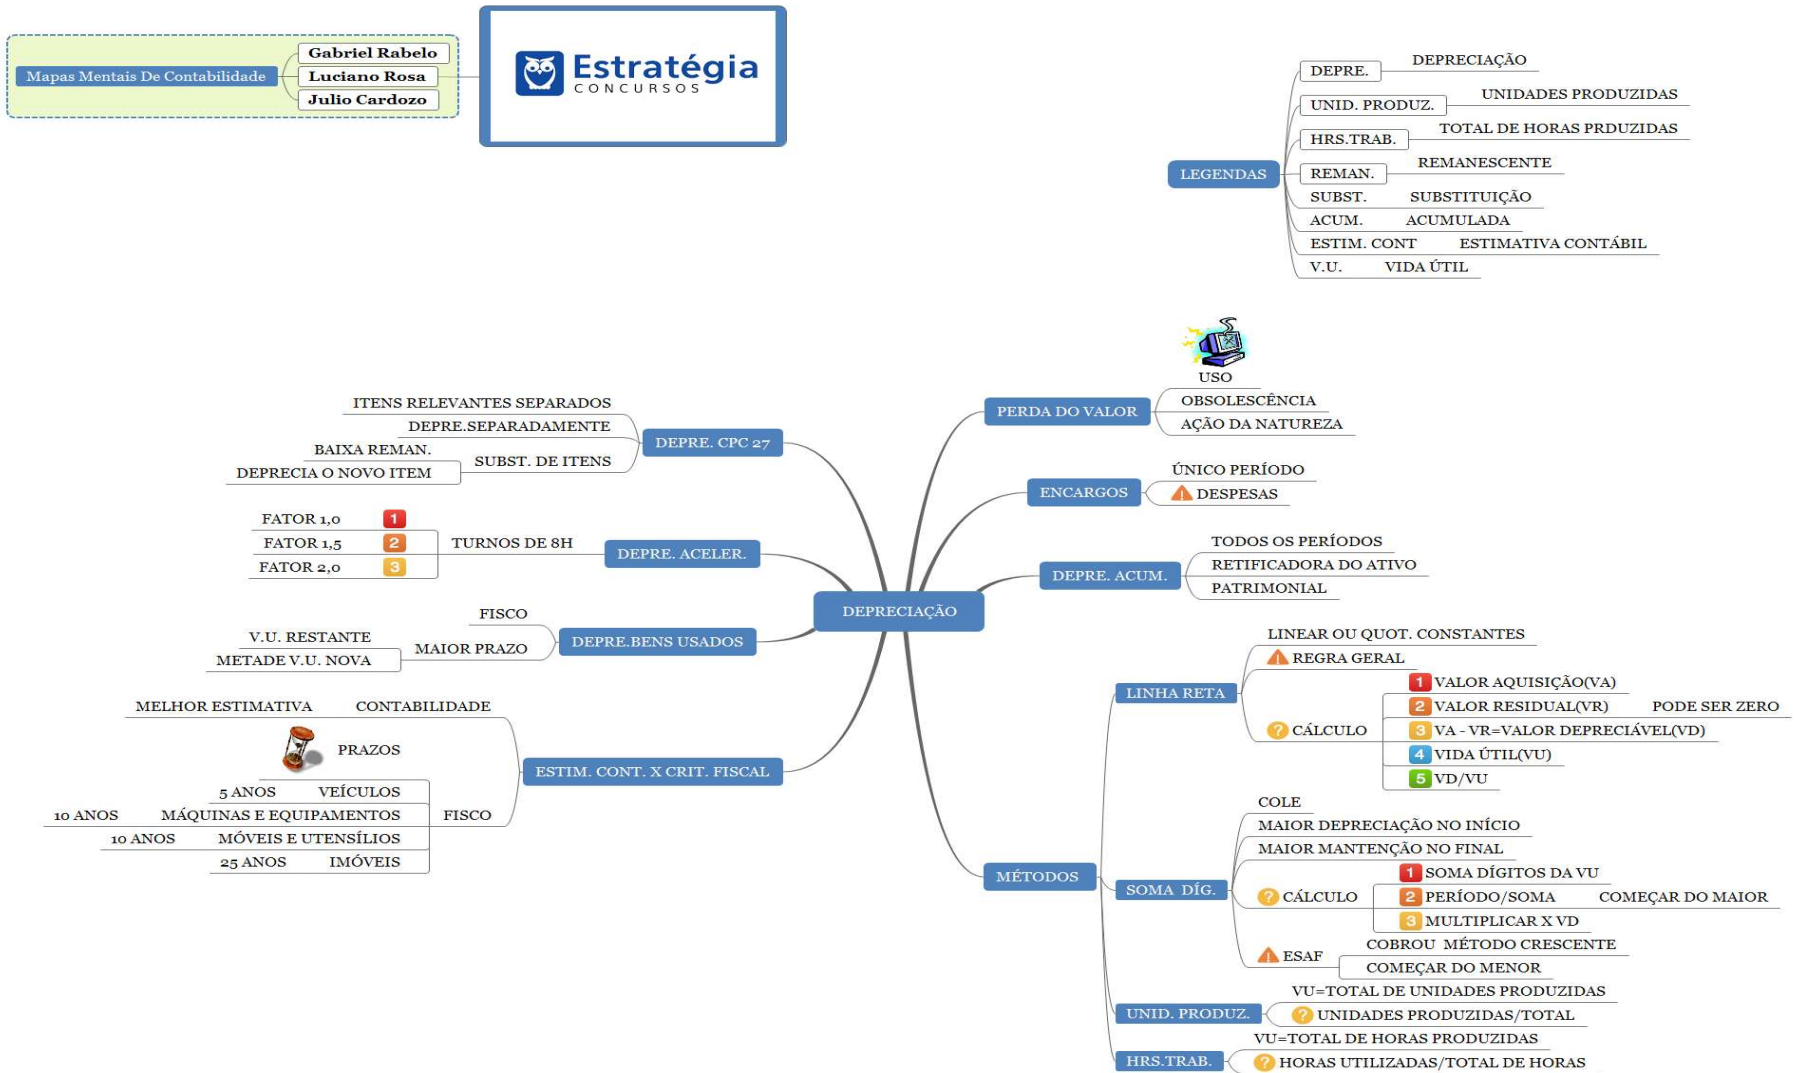 Mapas Mentais De Contabilidade
Gabriel Rabelo
Luciano Rosa
Julio Cardozo
Estratégia
CONCURSOS
LEGENDAS
DEPRE. DEPRECIAÇÃO
UNID. PRODUZ. UNIDADES PRODUZIDAS
HRS.TRAB. TOTAL DE HORAS PRDUZIDAS
REMAN. REMANESCENTE
SUBST. SUBSTITUIÇÃO
ACUM. ACUMULADA
ESTIM. CONT ESTIMATIVA CONTÁBIL
V.U. VIDA ÚTIL
DEPRECIAÇÃO
PERDA DO VALOR
USO
OBSOLESCÊNCIA
AÇÃO DA NATUREZA
ENCARGOS
ÚNICO PERÍODO
DESPESAS
DEPRE. ACUM.
TODOS OS PERÍODOS
RETIFICADORA DO ATIVO
PATRIMONIAL
MÉTODOS
LINHA RETA
LINEAR OU QUOT. CONSTANTES
REGRA GERAL
? CÁLCULO
1 VALOR AQUISIÇÃO(VA)
2 VALOR RESIDUAL(VR) PODE SER ZERO
3 VA - VR=VALOR DEPRECIÁVEL(VD)
4 VIDA ÚTIL(VU)
5 VD/VU
SOMA DÍG.
COLE
MAIOR DEPRECIAÇÃO NO INÍCIO
MAIOR MANTENÇÃO NO FINAL
? CÁLCULO
1 SOMA DÍGITOS DA VU
2 PERÍODO/SOMA COMEÇAR DO MAIOR
3 MULTIPLICAR X VD
ESAF
COBROU MÉTODO CRESCENTE
COMEÇAR DO MENOR
UNID. PRODUZ.
VU=TOTAL DE UNIDADES PRODUZIDAS
? UNIDADES PRODUZIDAS/TOTAL
HRS.TRAB.
VU=TOTAL DE HORAS PRODUZIDAS
? HORAS UTILIZADAS/TOTAL DE HORAS
DEPRE. CPC 27
ITENS RELEVANTES SEPARADOS
DEPRE.SEPARADAMENTE
SUBST. DE ITENS
BAIXA REMAN.
DEPRECIA O NOVO ITEM
DEPRE. ACELER.
TURNOS DE 8H
FATOR 1,0 1
FATOR 1,5 2
FATOR 2,0 3
DEPRE.BENS USADOS
FISCO
MAIOR PRAZO
V.U. RESTANTE
METADE V.U. NOVA
ESTIM. CONT. X CRIT. FISCAL
MELHOR ESTIMATIVA CONTABILIDADE
FISCO
PRAZOS
5 ANOS VEÍCULOS
10 ANOS MÁQUINAS E EQUIPAMENTOS
10 ANOS MÓVEIS E UTENSÍLIOS
25 ANOS IMÓVEIS